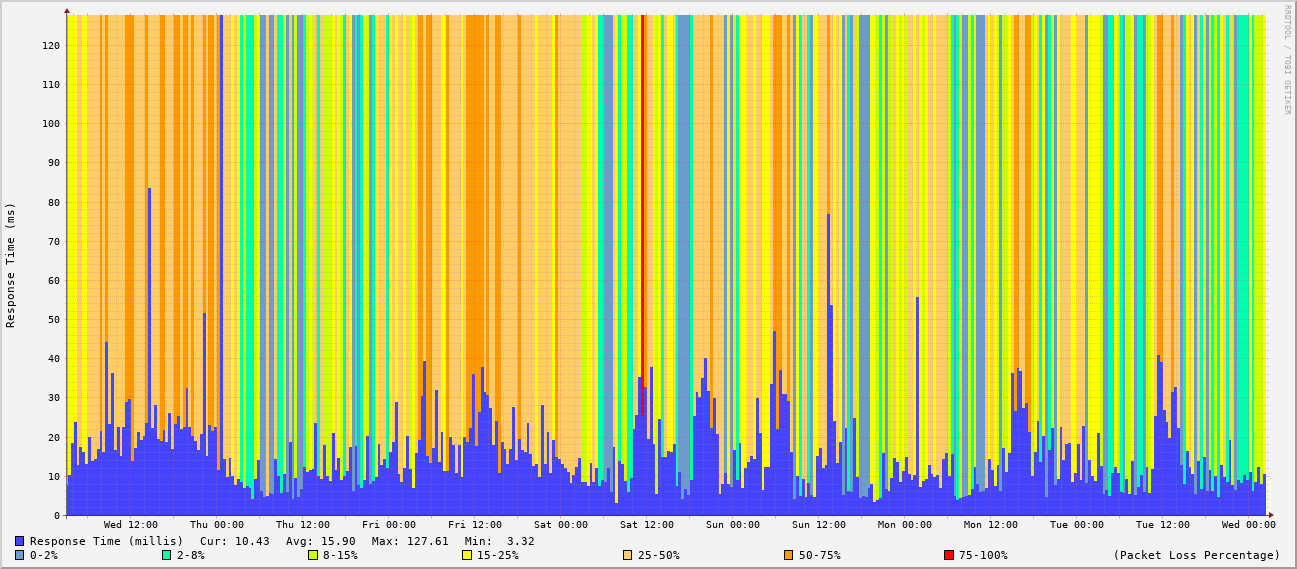 RRDTOOL / TOBI OETIKER
Response Time (ms)
120
110
100
90
80
70
60
50
40
30
20
10
0
Wed 12:00 Thu 00:00 Thu 12:00 Fri 00:00 Fri 12:00 Sat 00:00 Sat 12:00 Sun 00:00 Sun 12:00 Mon 00:00 Mon 12:00 Tue 00:00 Tue 12:00 Wed 00:00
Response Time (millis) Cur: 10.43 Avg: 15.90 Max: 127.61 Min: 3.32
0-2% 2-8% 8-15% 15-25% 25-50% 50-75% 75-100% (Packet Loss Percentage)